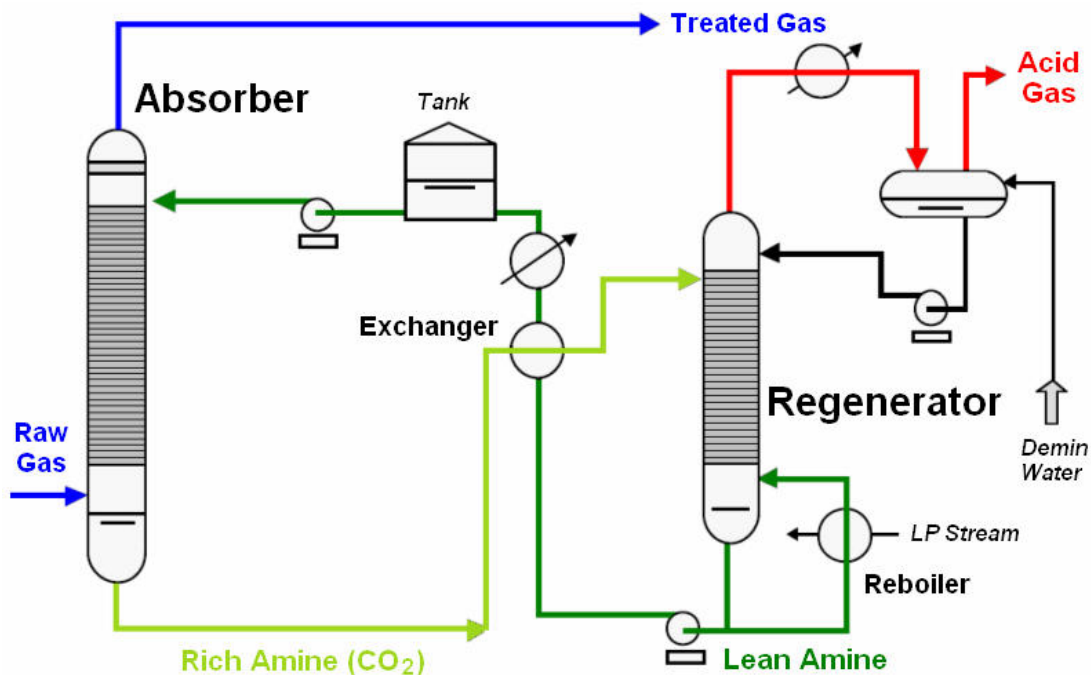 Treated Gas
Acid
Gas
Absorber
Tank
Exchanger
Regenerator
Raw
Gas
Demin
Water
LP Stream
Reboiler
Rich Amine (CO₂)
Lean Amine